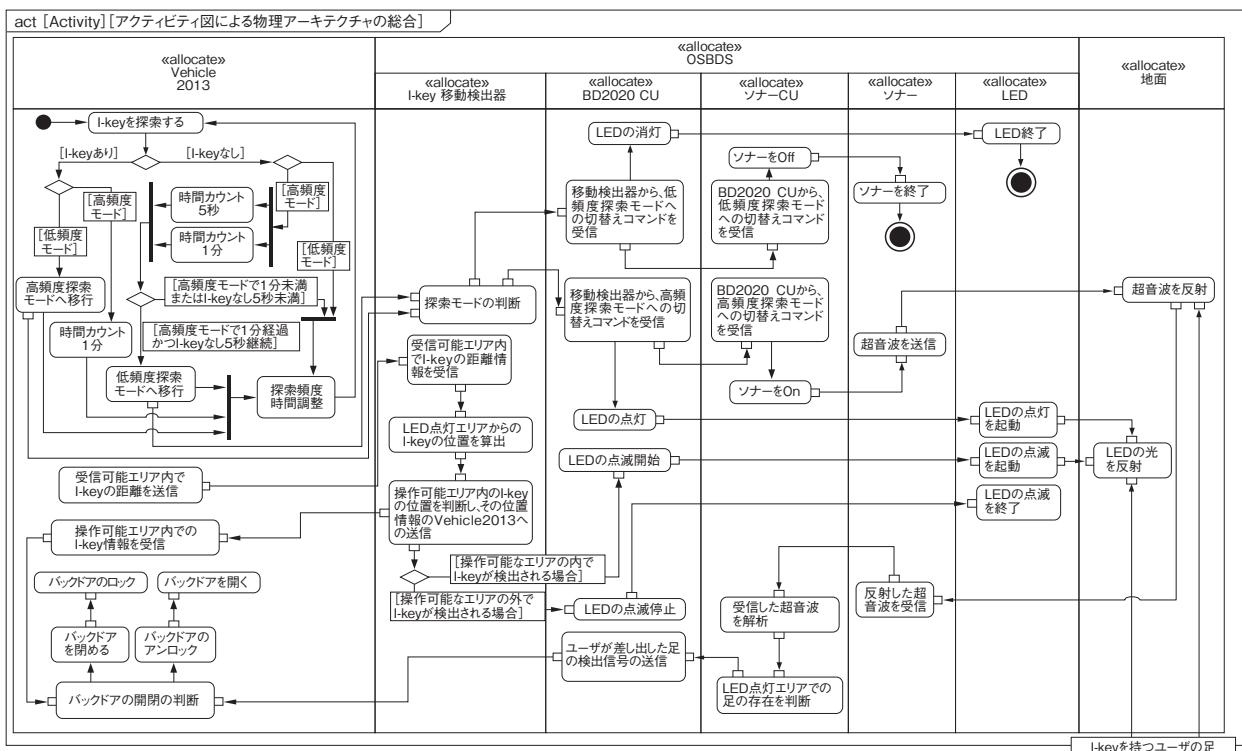 act [Activity] [アクティビティ図による物理アーキテクチャの総合]
«allocate»
Vehicle
2013
«allocate»
OSBDS
«allocate»
I-key 移動検出器
«allocate»
BD2020 CU
«allocate»
ソナーCU
«allocate»
ソナー
«allocate»
LED
«allocate»
地面
I-keyを探索する
[I-keyあり]
[I-keyなし]
[高頻度
モード]
[低頻度
モード]
時間カウント
5秒
時間カウント
1分
[高頻度
モード]
[低頻度
モード]
高頻度探索
モードへ移行
時間カウント
1分
[高頻度モードで1分未満
またはI-keyなし5秒未満]
[高頻度モードで1分経過
かつI-keyなし5秒継続]
低頻度探索
モードへ移行
探索頻度
時間調整
受信可能エリア内で
I-keyの距離を送信
操作可能エリア内での
I-key情報を受信
バックドアのロック
バックドアを開く
バックドア
を閉める
バックドアの
アンロック
バックドアの開閉の判断
探索モードの判断
受信可能エリア内
でI-keyの距離情
報を受信
LED点灯エリアからの
I-keyの位置を算出
操作可能エリア内のI-key
の位置を判断し、その位置
情報のVehicle2013へ
の送信
[操作可能なエリアの内で
I-keyが検出される場合]
[操作可能なエリアの外で
I-keyが検出される場合]
LEDの消灯
移動検出器から、低
頻度探索モードへ
の切替えコマンドを
受信
移動検出器から、高頻
度探索モードへの切
替えコマンドを受信
LEDの点灯
LEDの点滅開始
LEDの点滅停止
ユーザが差し出した足
の検出信号の送信
ソナーをOff
BD2020 CUから、
低頻度探索モード
への切替えコマンド
を受信
BD2020 CUから、
高頻度探索モード
への切替えコマンド
を受信
ソナーをOn
受信した超音波
を解析
LED点灯エリアでの
足の存在を判断
ソナーを終了
超音波を送信
反射した超
音波を受信
LED終了
LEDの点灯
を起動
LEDの点滅
を起動
LEDの点滅
を終了
超音波を反射
LEDの光
を反射
I-keyを持つユーザの足